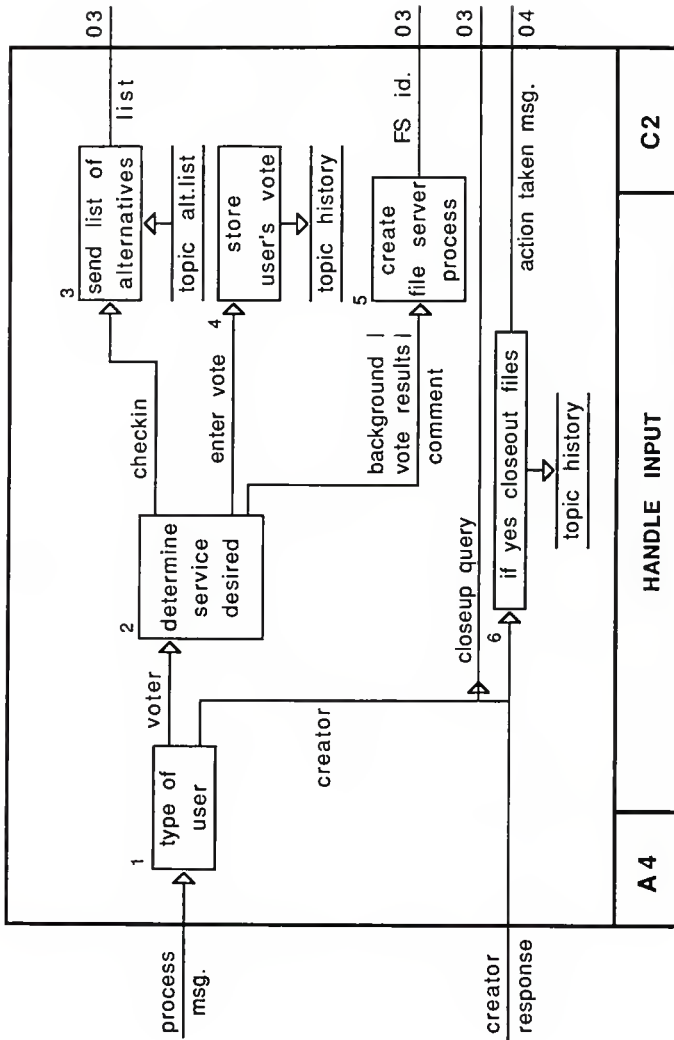 process
msg.
1
type of
user
voter
creator
2
determine
service
desired
checkin
enter vote
background
vote results
comment
3
send list of
alternatives
topic alt.list
4
store
user's vote
topic history
5
create
file server
process
list
03
FS id.
03
closeup query
03
creator
response
6
if yes closeout files
topic history
action taken msg.
04
A4
HANDLE INPUT
C2